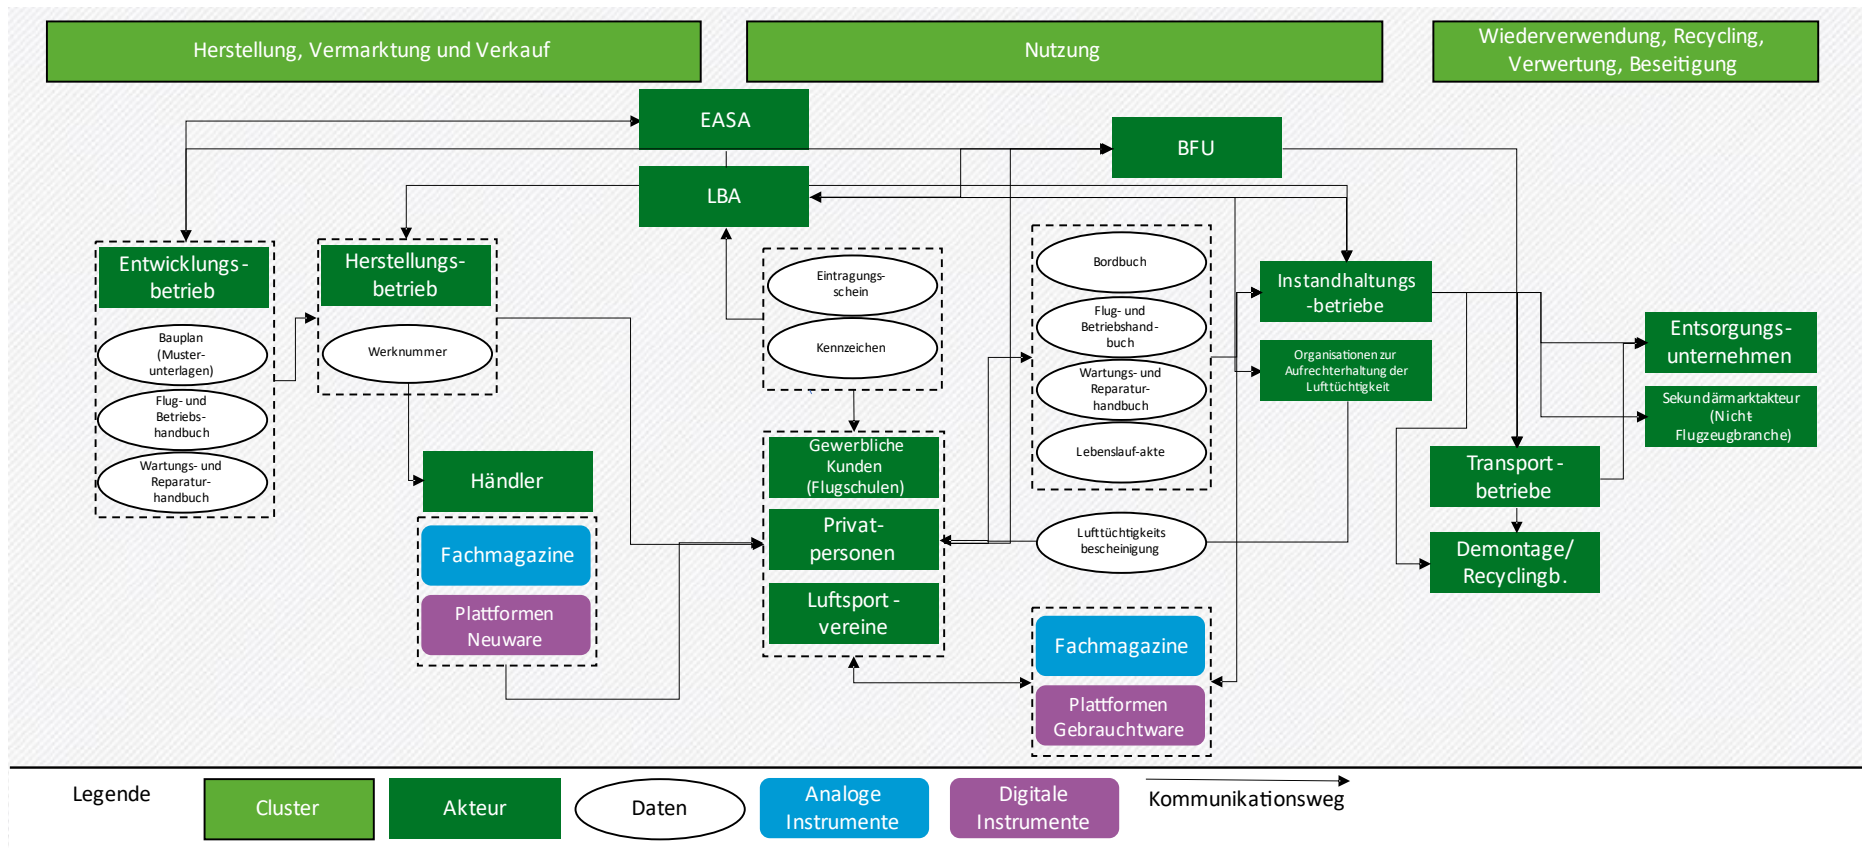 Herstellung, Vermarktung und Verkauf
Nutzung
Wiederverwendung, Recycling,
Verwertung, Beseitigung
EASA
BFU
LBA
Entwicklungs-
betrieb
Bauplan
(Muster-
unterlagen)
Flug- und
Betriebs-
handbuch
Wartungs- und
Reparatur-
handbuch
Herstellungs-
betrieb
Werknummer
Händler
Fachmagazine
Plattformen
Neuware
Eintragungs-
schein
Kennzeichen
Gewerbliche
Kunden
(Flugschulen)
Privat-
personen
Luftsport-
vereine
Bordbuch
Flug- und
Betriebshand-
buch
Wartungs- und
Reparatur-
handbuch
Lebenslauf-akte
Lufttüchtigkeits
bescheinigung
Fachmagazine
Plattformen
Gebrauchtware
Instandhaltungs
-betriebe
Organisationen zur
Aufrechterhaltung der
Lufttüchtigkeit
Entsorgungs-
unternehmen
Sekundärmarktakteur
(Nicht-
Flugzeugbranche)
Transport-
betriebe
Demontage/
Recyclingb.
Legende
Cluster
Akteur
Daten
Analoge
Instrumente
Digitale
Instrumente
Kommunikationsweg